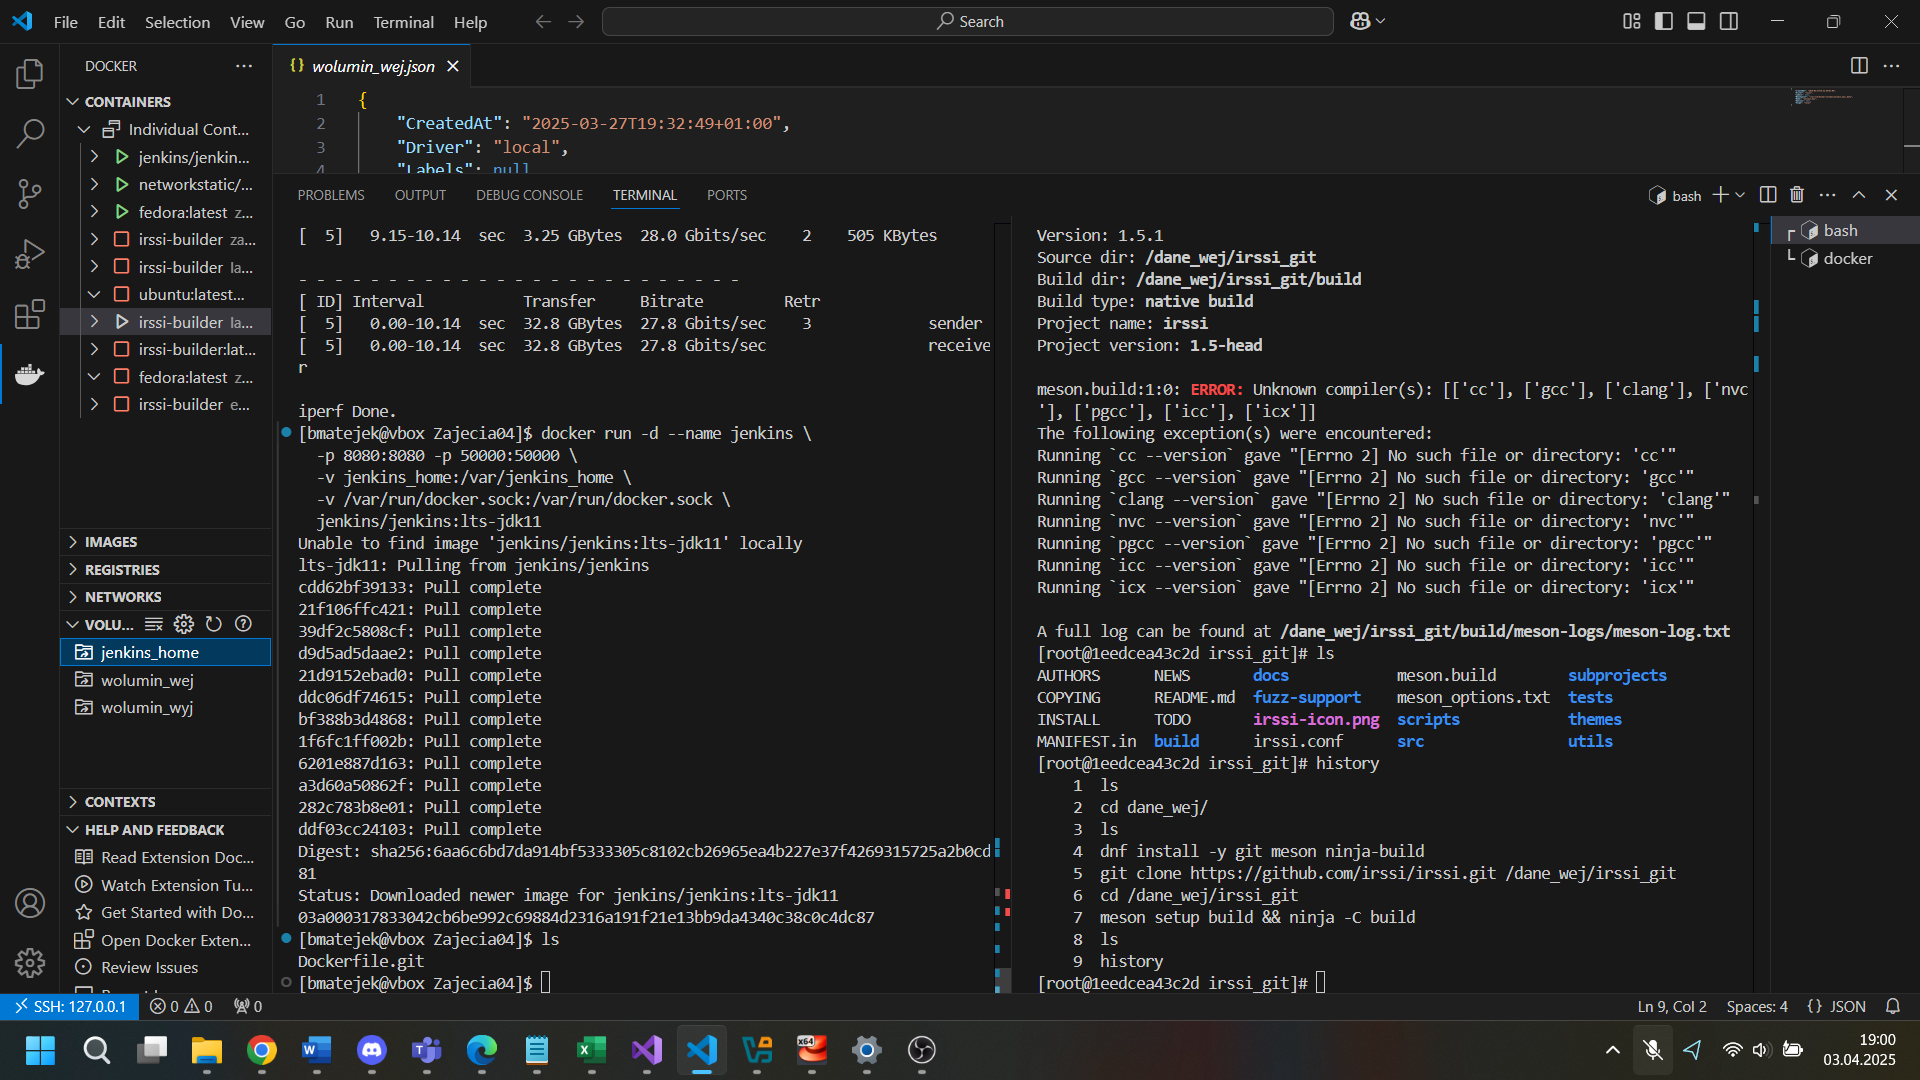 File Edit Selection View Go Run Terminal Help
Search
DOCKER
CONTAINERS
Individual Cont...
jenkins/jenkin...
networkstatic/...
fedora:latest z...
irssi-builder za...
irssi-builder la...
ubuntu:latest...
irssi-builder la...
irssi-builder:lat...
fedora:latest z...
irssi-builder e...
IMAGES
REGISTRIES
NETWORKS
VOLU...
jenkins_home
wolumin_wej
wolumin_wyj
CONTEXTS
HELP AND FEEDBACK
Read Extension Doc...
Watch Extension Tu...
Get Started with Do...
Open Docker Exten...
Review Issues
{} wolumin_wej.json
1 {
2 "CreatedAt": "2025-03-27T19:32:49+01:00",
3 "Driver": "local",
4 "Labels": null
PROBLEMS OUTPUT DEBUG CONSOLE TERMINAL PORTS
bash
[ 5] 9.15-10.14 sec 3.25 GBytes 28.0 Gbits/sec 2 505 KBytes
- - - - - - - - - - - - - - - - - - - - - - - - -
[ ID] Interval Transfer Bitrate Retr
[ 5] 0.00-10.14 sec 32.8 GBytes 27.8 Gbits/sec 3 sender
[ 5] 0.00-10.14 sec 32.8 GBytes 27.8 Gbits/sec receive
r
iperf Done.
[bmatejek@vbox Zajecia04]$ docker run -d --name jenkins \
-p 8080:8080 -p 50000:50000 \
-v jenkins_home:/var/jenkins_home \
-v /var/run/docker.sock:/var/run/docker.sock \
jenkins/jenkins:lts-jdk11
Unable to find image 'jenkins/jenkins:lts-jdk11' locally
lts-jdk11: Pulling from jenkins/jenkins
cdd62bf39133: Pull complete
21f106ffc421: Pull complete
39df2c5808cf: Pull complete
d9d5ad5daae2: Pull complete
21d9152ebad0: Pull complete
ddc06df74615: Pull complete
bf388b3d4868: Pull complete
1f6fc1ff002b: Pull complete
6201e887d163: Pull complete
a3d60a50862f: Pull complete
282c783b8e01: Pull complete
ddf03cc24103: Pull complete
Digest: sha256:6aa6c6bd7da914bf5333305c8102cb26965ea4b227e37f4269315725a2b0cd
81
Status: Downloaded newer image for jenkins/jenkins:lts-jdk11
03a000317833042cb6be992c69884d2316a191f21e13bb9da4340c38c0c4dc87
[bmatejek@vbox Zajecia04]$ ls
Dockerfile.git
[bmatejek@vbox Zajecia04]$
Version: 1.5.1
Source dir: /dane_wej/irssi_git
Build dir: /dane_wej/irssi_git/build
Build type: native build
Project name: irssi
Project version: 1.5-head
meson.build:1:0: ERROR: Unknown compiler(s): [['cc'], ['gcc'], ['clang'], ['nvc
'], ['pgcc'], ['icc'], ['icx']]
The following exception(s) were encountered:
Running `cc --version` gave "[Errno 2] No such file or directory: 'cc'"
Running `gcc --version` gave "[Errno 2] No such file or directory: 'gcc'"
Running `clang --version` gave "[Errno 2] No such file or directory: 'clang'"
Running `nvc --version` gave "[Errno 2] No such file or directory: 'nvc'"
Running `pgcc --version` gave "[Errno 2] No such file or directory: 'pgcc'"
Running `icc --version` gave "[Errno 2] No such file or directory: 'icc'"
Running `icx --version` gave "[Errno 2] No such file or directory: 'icx'"
A full log can be found at /dane_wej/irssi_git/build/meson-logs/meson-log.txt
[root@1eedcea43c2d irssi_git]# ls
AUTHORS NEWS docs meson.build subprojects
COPYING README.md fuzz-support meson_options.txt tests
INSTALL TODO irssi-icon.png scripts themes
MANIFEST.in build irssi.conf src utils
[root@1eedcea43c2d irssi_git]# history
1 ls
2 cd dane_wej/
3 ls
4 dnf install -y git meson ninja-build
5 git clone https://github.com/irssi/irssi.git /dane_wej/irssi_git
6 cd /dane_wej/irssi_git
7 meson setup build && ninja -C build
8 ls
9 history
[root@1eedcea43c2d irssi_git]#
bash
docker
SSH: 127.0.0.1 0 0 0
Ln 9, Col 2 Spaces: 4 {} JSON
x64
19:00
03.04.2025